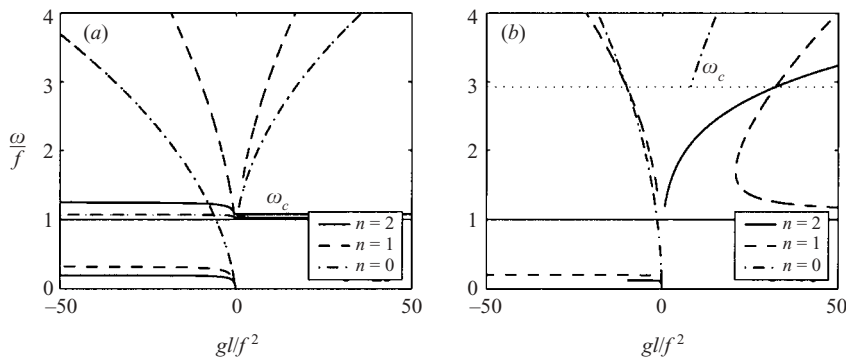 (a)
4
3
ω/f
2
1
0
ω_c
n = 2
n = 1
n = 0
−50
0
50
gl/f²
(b)
4
3
2
1
0
ω_c
n = 2
n = 1
n = 0
−50
0
50
gl/f²